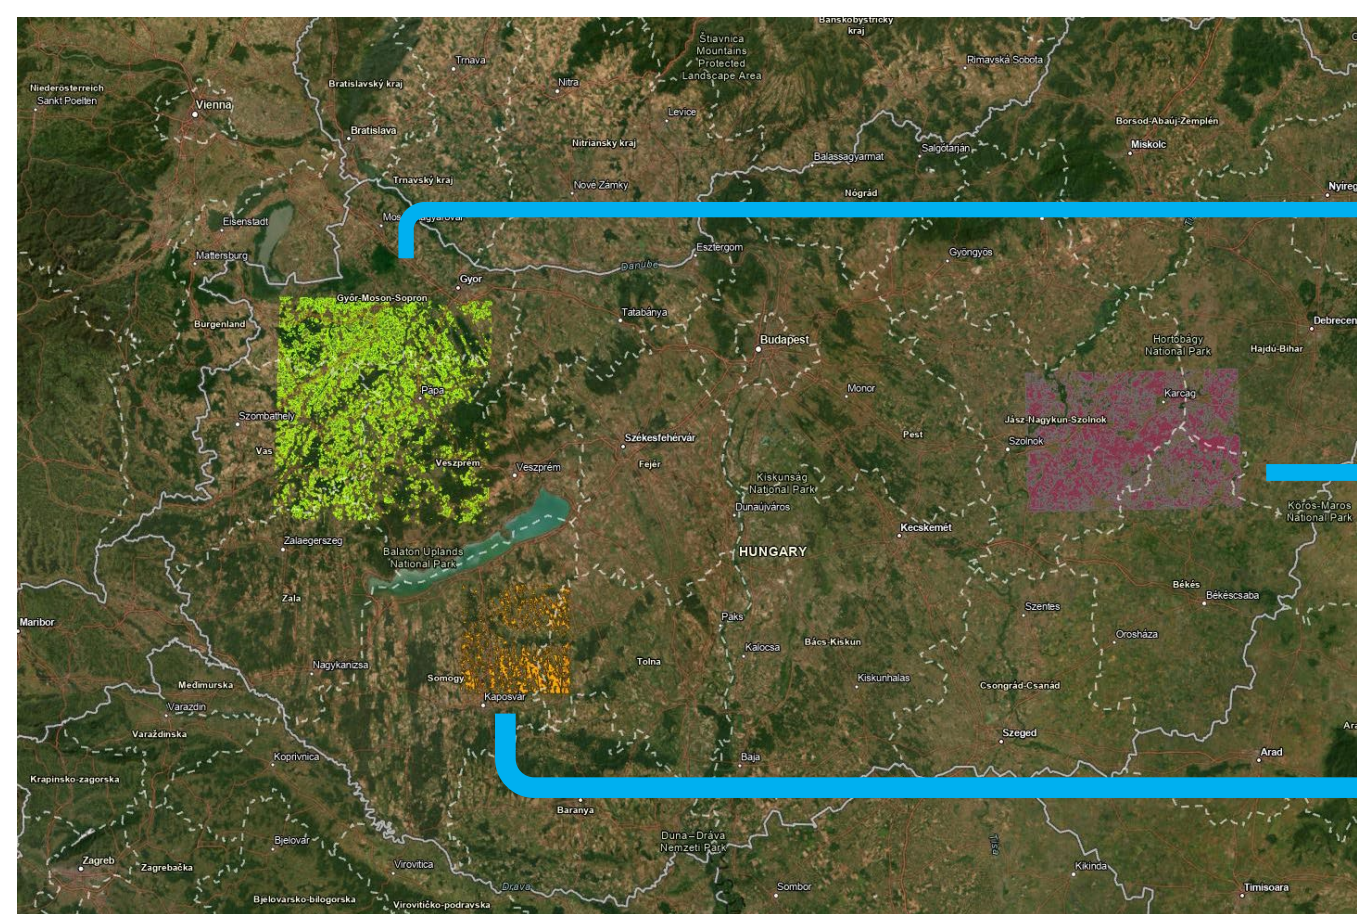 Banskobystrický
kraj
Štiavnica
Mountains
Protected
Landscape Area
Trnava
Rimavská Sobota
Niederösterreich
Sankt Poelten
Bratislavský kraj
Nitra
Vienna
Levice
Borsod-Abaúj-Zemplén
Bratislava
Nitriansky kraj
Miskolc
Balassagyarmat
Salgótarján
Trnavský kraj
Nové Zámky
Nógrád
Nyíreg
Eisenstadt
Mattersburg
Esztergom
Gyöngyös
Danube
Gyor
Győr-Moson-Sopron
Tatabánya
Burgenland
Debrecen
Budapest
Hortobágy
National Park
Hajdú-Bihar
Pápa
Monor
Karcag
Szombathely
Jász-Nagykun-Szolnok
Vas
Székesfehérvár
Pest
Szolnok
Veszprem
Veszprém
Fejér
Kiskunság
National Park
Dunaújváros
Körös-Maros
National Park
Kecskemét
Zalaegerszeg
Balaton Uplands
National Park
HUNGARY
Zala
Békés
Békéscsaba
Szentes
Maribor
Paks
Orosháza
Kalocsa
Bács-Kiskun
Nagykanizsa
Tolna
Somogy
Međimurska
Kiskunhalas
Csongrád-Csanád
Kaposvár
Varazdin
Varaždinska
Szeged
Ara
Koprivnica
Baja
Arad
Krapinsko-zagorska
Baranya
Duna–Dráva
Nemzeti Park
Tisa
Bjelovar
Zagreb
Zagrebačka
Virovitica
Kikinda
Drava
Sombor
Timisoara
Bjelovarsko-bilogorska
Virovitičko-podravska